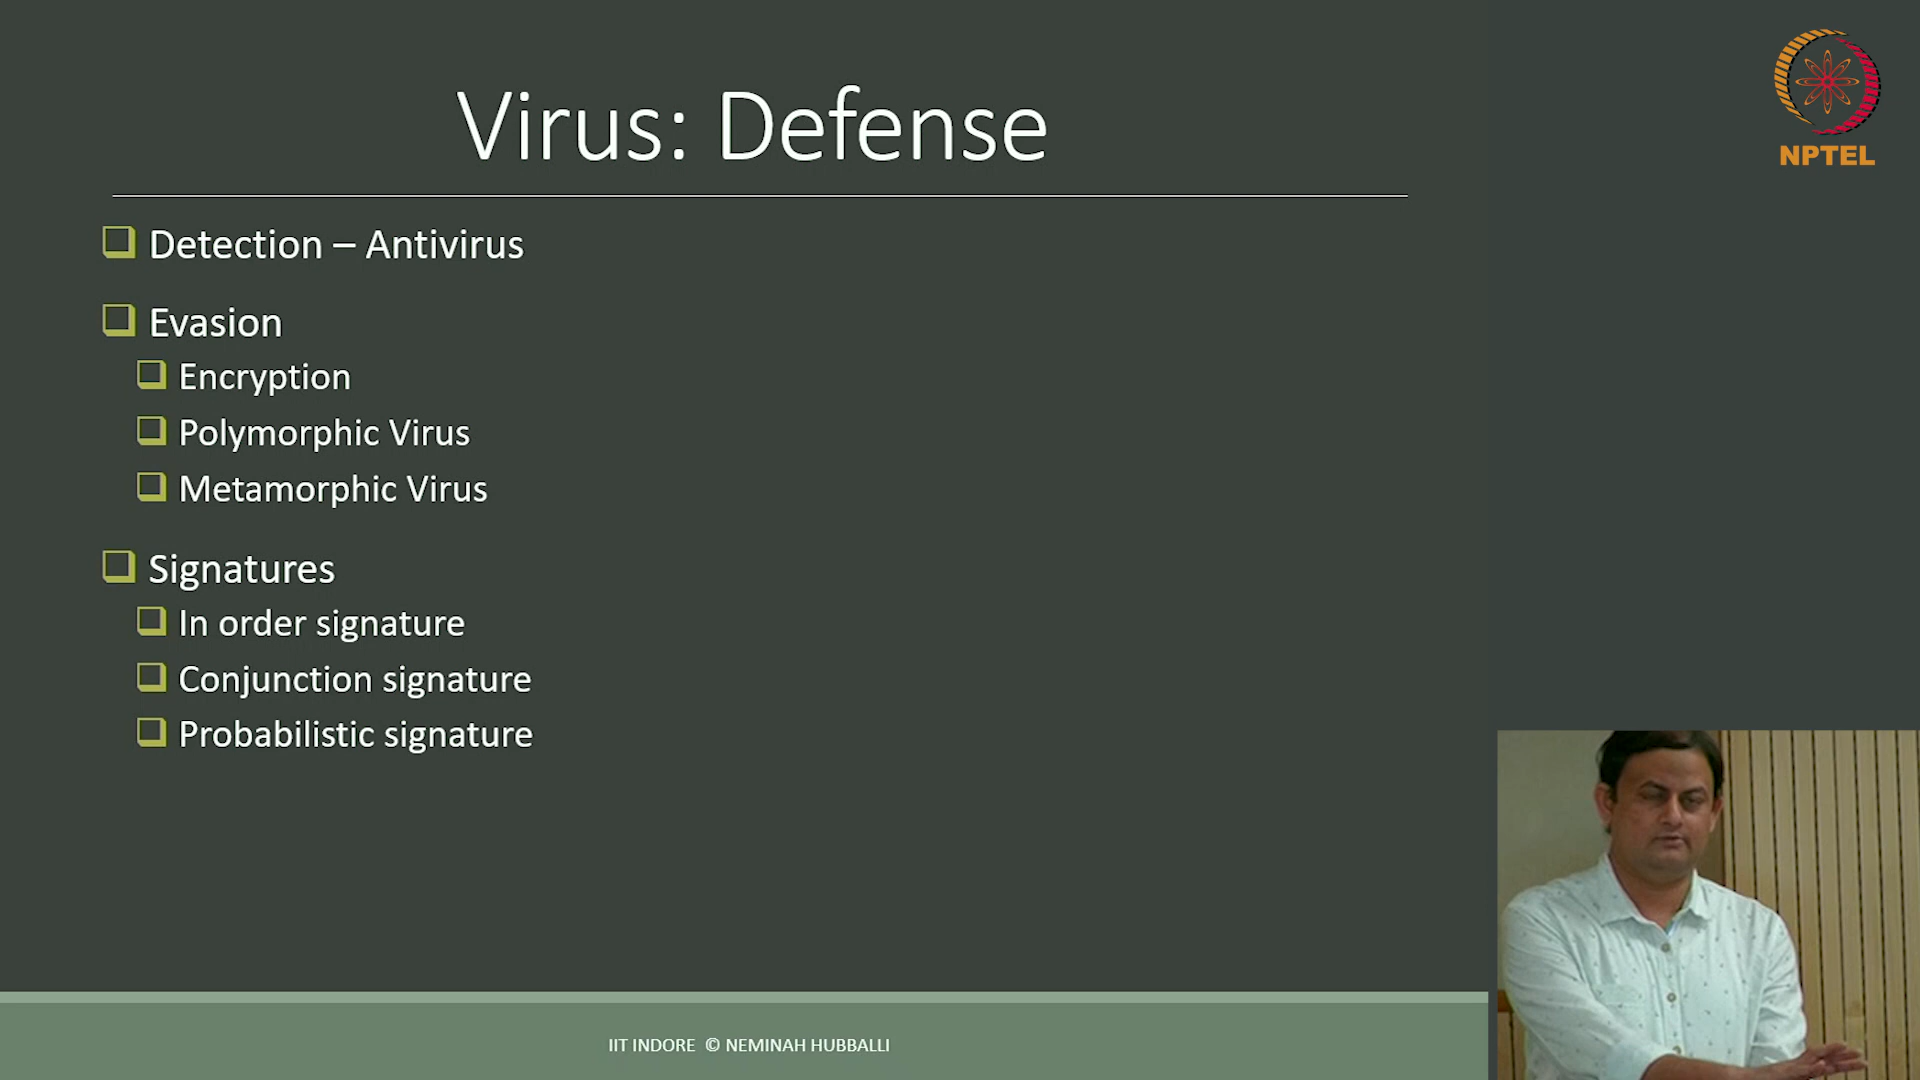 NPTEL
Virus: Defense
Detection – Antivirus
Evasion
Encryption
Polymorphic Virus
Metamorphic Virus
Signatures
In order signature
Conjunction signature
Probabilistic signature
IIT INDORE © NEMINAH HUBBALLI